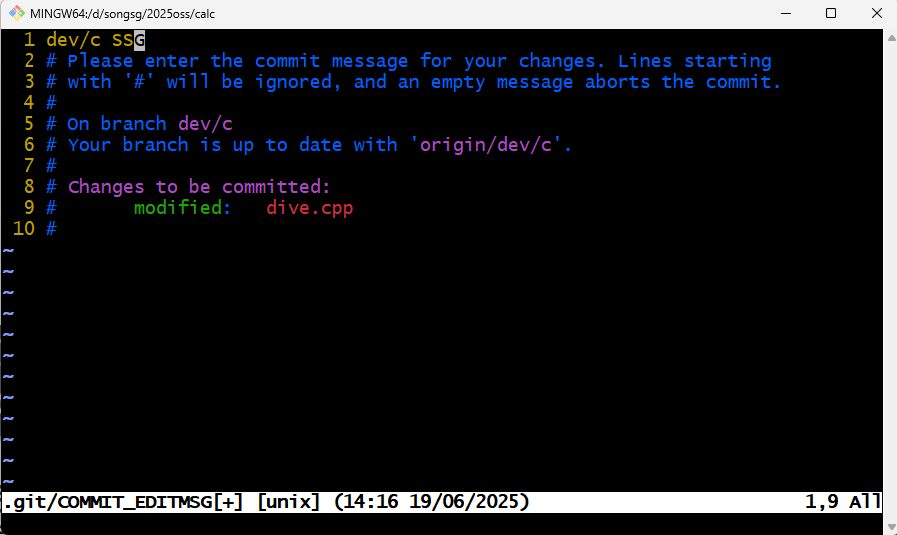 MINGW64:/d/songsg/2025oss/calc
1 dev/c SSG
2 # Please enter the commit message for your changes. Lines starting
3 # with '#' will be ignored, and an empty message aborts the commit.
4 #
5 # On branch dev/c
6 # Your branch is up to date with 'origin/dev/c'.
7 #
8 # Changes to be committed:
9 #       modified:   dive.cpp
10 #
~
~
~
~
~
~
~
~
~
~
~
~
.git/COMMIT_EDITMSG[+] [unix] (14:16 19/06/2025) 1,9 All